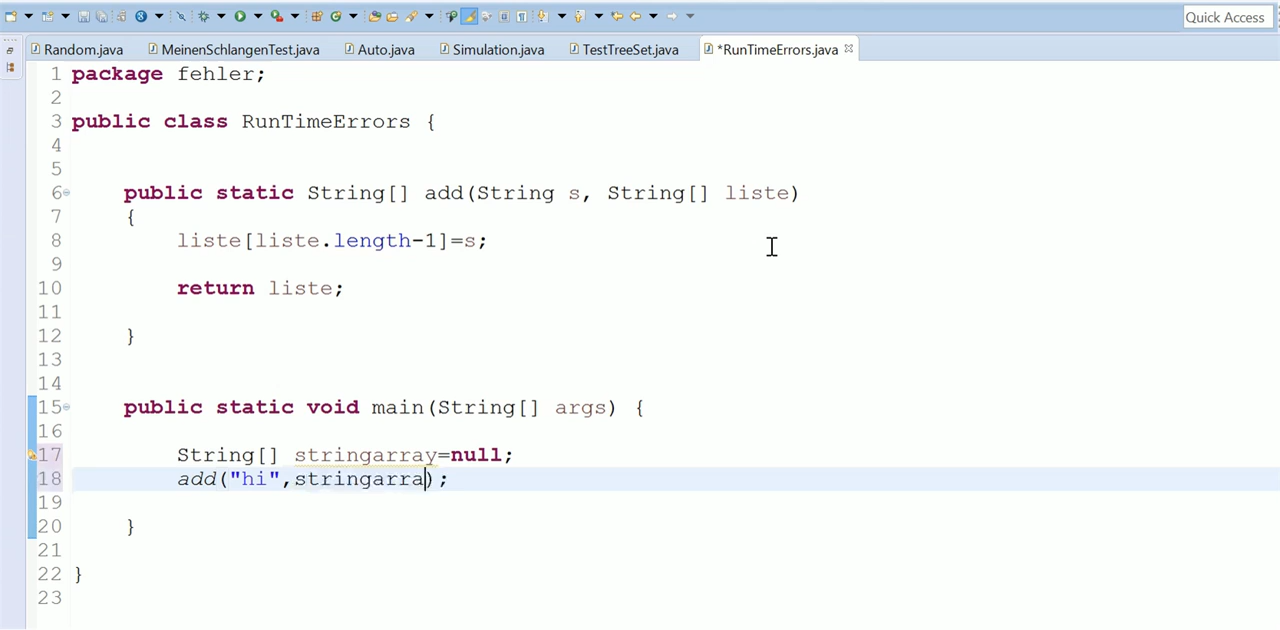 Quick Access
Random.java MeinenSchlangenTest.java Auto.java Simulation.java TestTreeSet.java *RunTimeErrors.java
1 package fehler;
2
3 public class RunTimeErrors {
4
5
6 public static String[] add(String s, String[] liste)
7 {
8 liste[liste.length-1]=s;
9
10 return liste;
11
12 }
13
14
15 public static void main(String[] args) {
16
17 String[] stringarray=null;
18 add("hi",stringarra);
19
20 }
21
22 }
23